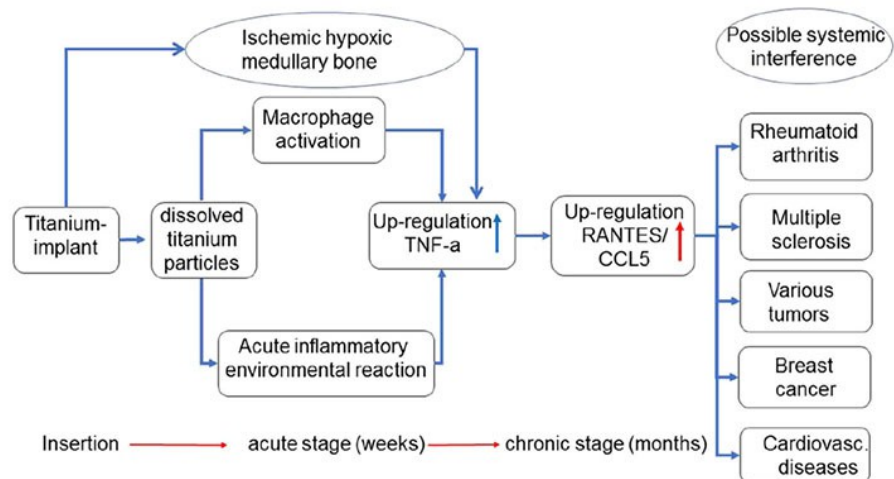 Ischemic hypoxic
medullary bone
Possible systemic
interference
Macrophage
activation
Rheumatoid
arthritis
Titanium-
implant
dissolved
titanium
particles
Up-regulation
TNF-a
Up-regulation
RANTES/
CCL5
Multiple
sclerosis
Various
tumors
Acute inflammatory
environmental reaction
Breast
cancer
Insertion
acute stage (weeks)
chronic stage (months)
Cardiovasc.
diseases